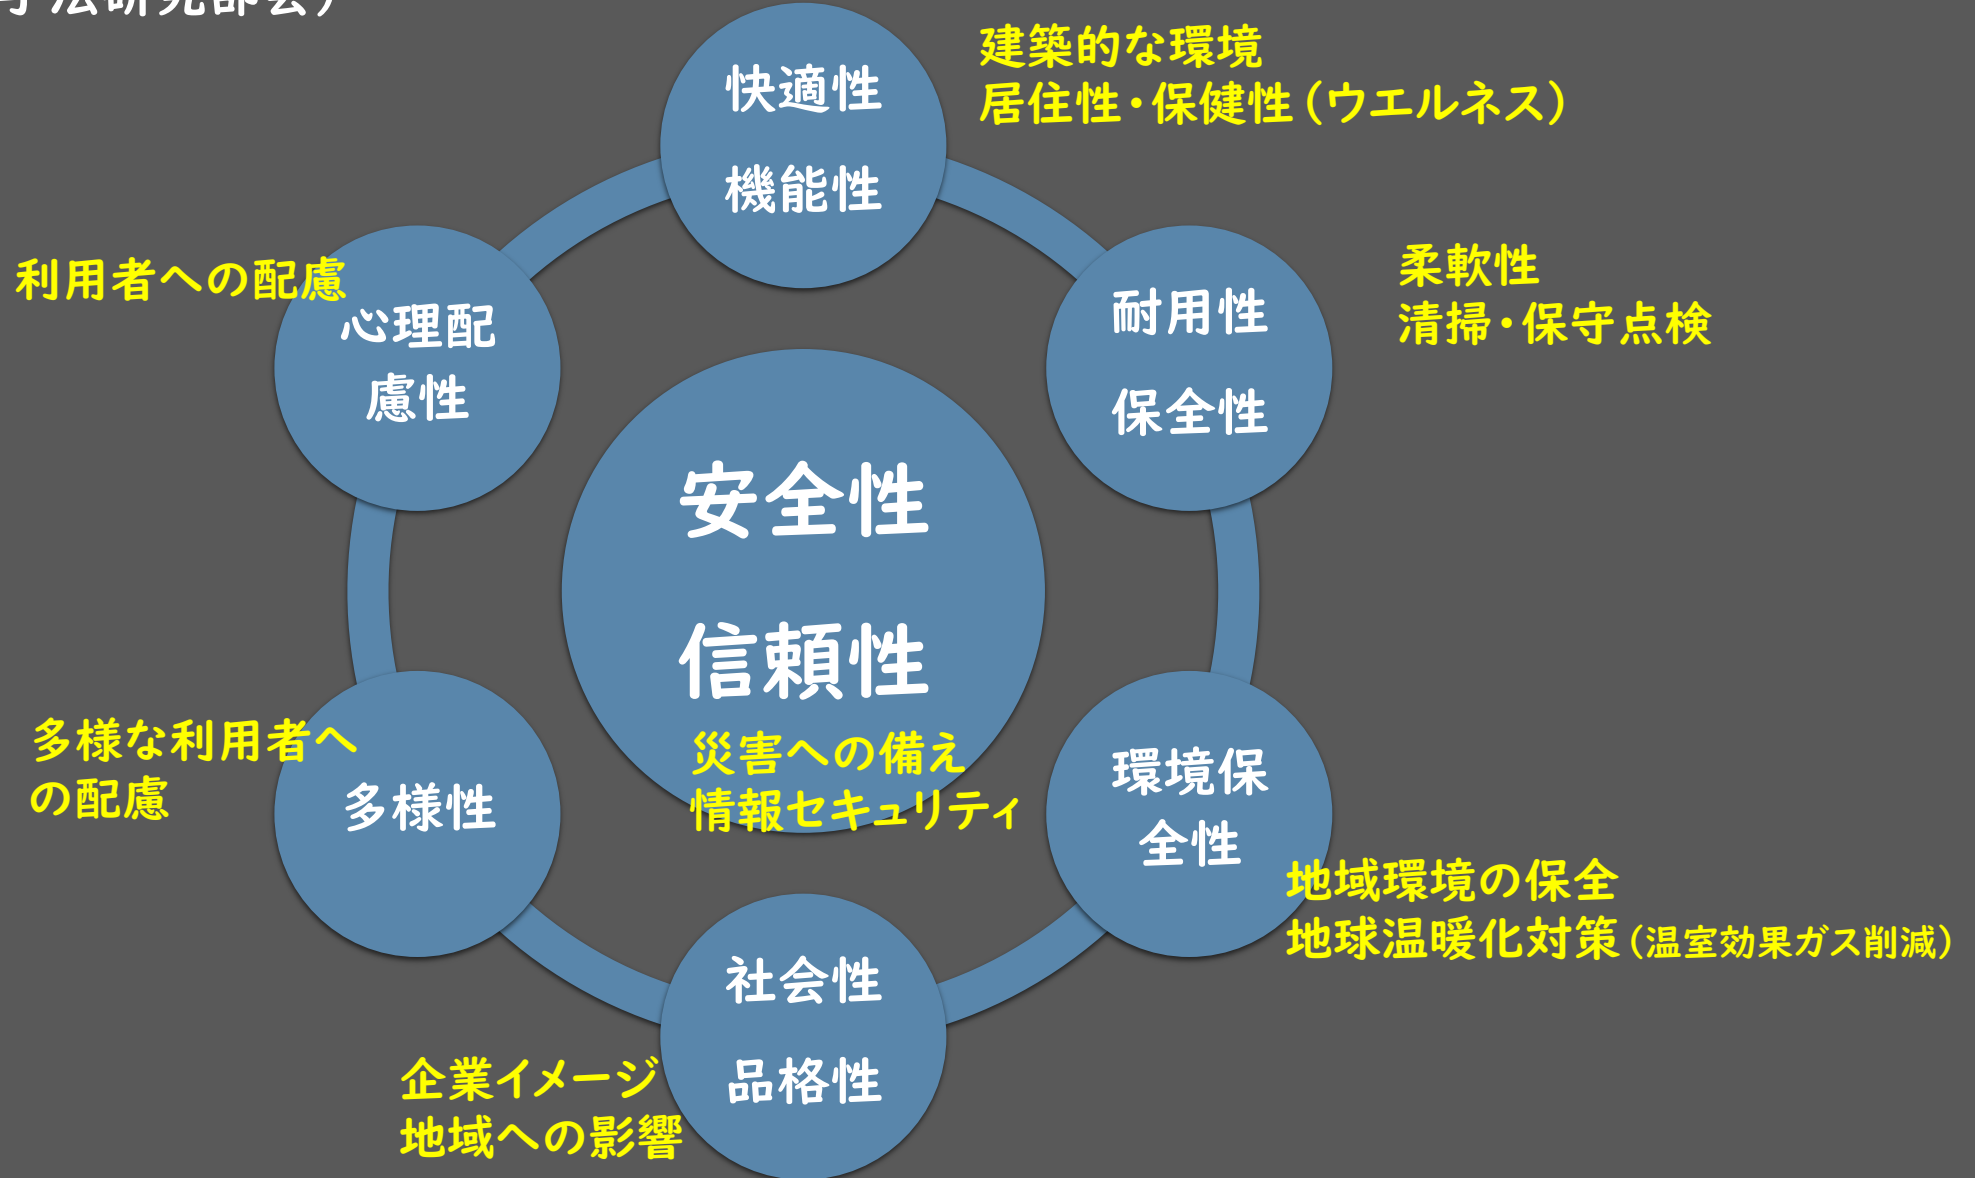 手法研究部会）
快適性
機能性
建築的な環境
居住性・保健性（ウエルネス）
耐用性
保全性
柔軟性
清掃・保守点検
環境保
全性
地域環境の保全
地球温暖化対策（温室効果ガス削減）
社会性
品格性
企業イメージ
地域への影響
多様性
多様な利用者へ
の配慮
心理配
慮性
利用者への配慮
安全性
信頼性
災害への備え
情報セキュリティ